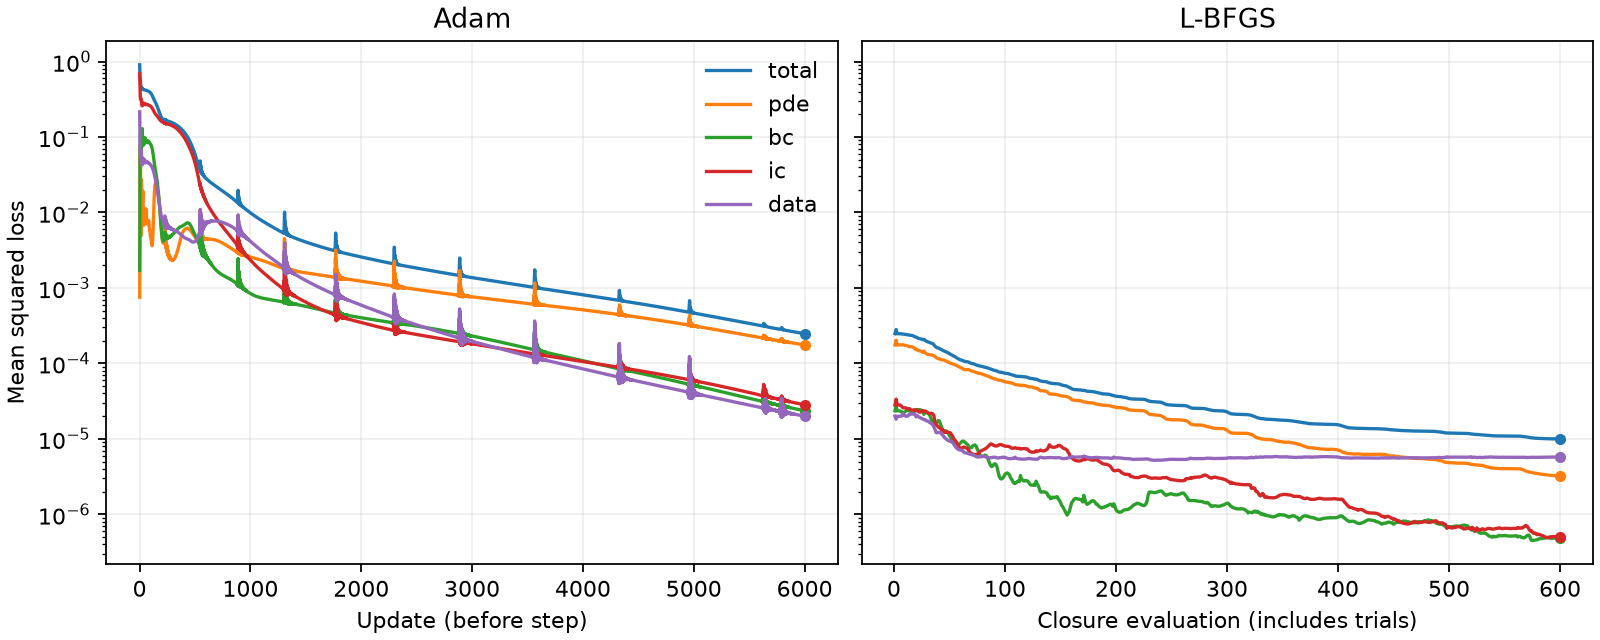 Adam
L-BFGS
Mean squared loss
10⁰
10⁻¹
10⁻²
10⁻³
10⁻⁴
10⁻⁵
10⁻⁶
total
pde
bc
ic
data
0 1000 2000 3000 4000 5000 6000
0 100 200 300 400 500 600
Update (before step)
Closure evaluation (includes trials)